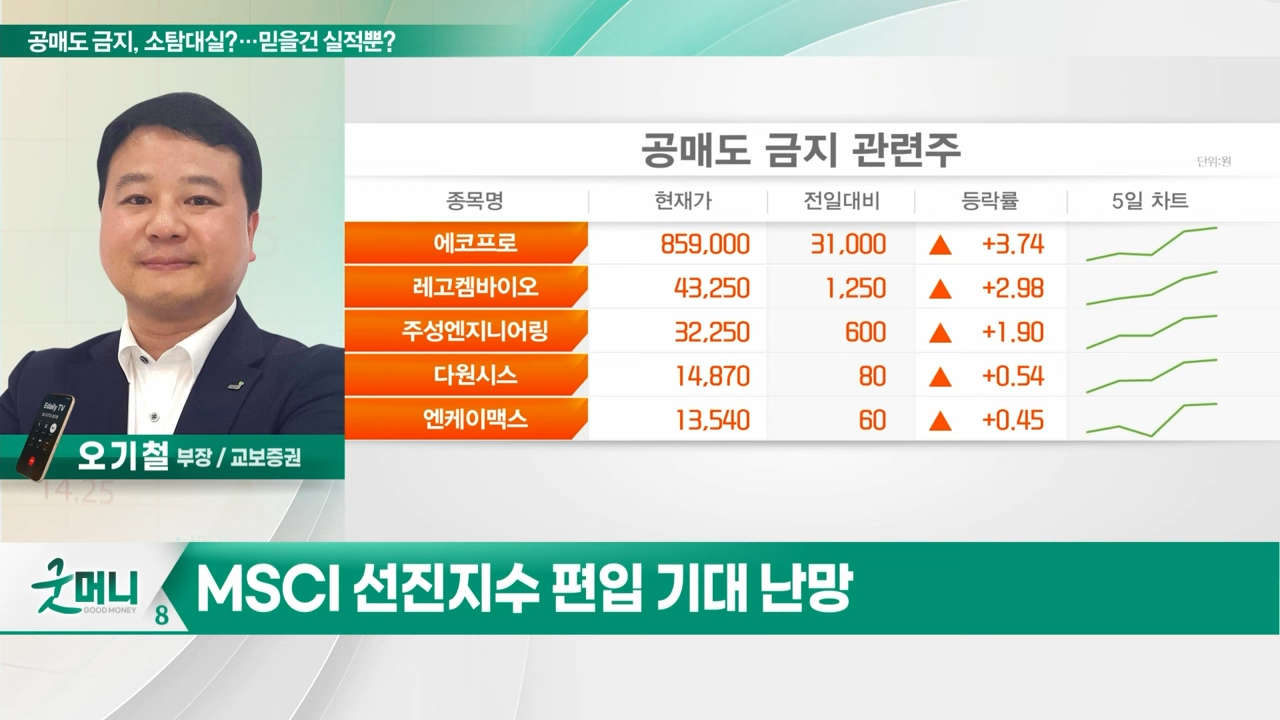 공매도 금지, 소탐대실?…믿을건 실적뿐?
공매도 금지 관련주
단위:원
종목명 현재가 전일대비 등락률 5일 차트
에코프로 859,000 31,000 ▲ +3.74
레고켐바이오 43,250 1,250 ▲ +2.98
주성엔지니어링 32,250 600 ▲ +1.90
다원시스 14,870 80 ▲ +0.54
엔케이맥스 13,540 60 ▲ +0.45
Edaily TV
오기철 부장 / 교보증권
14.25
굿머니
GOOD MONEY
8
MSCI 선진지수 편입 기대 난망